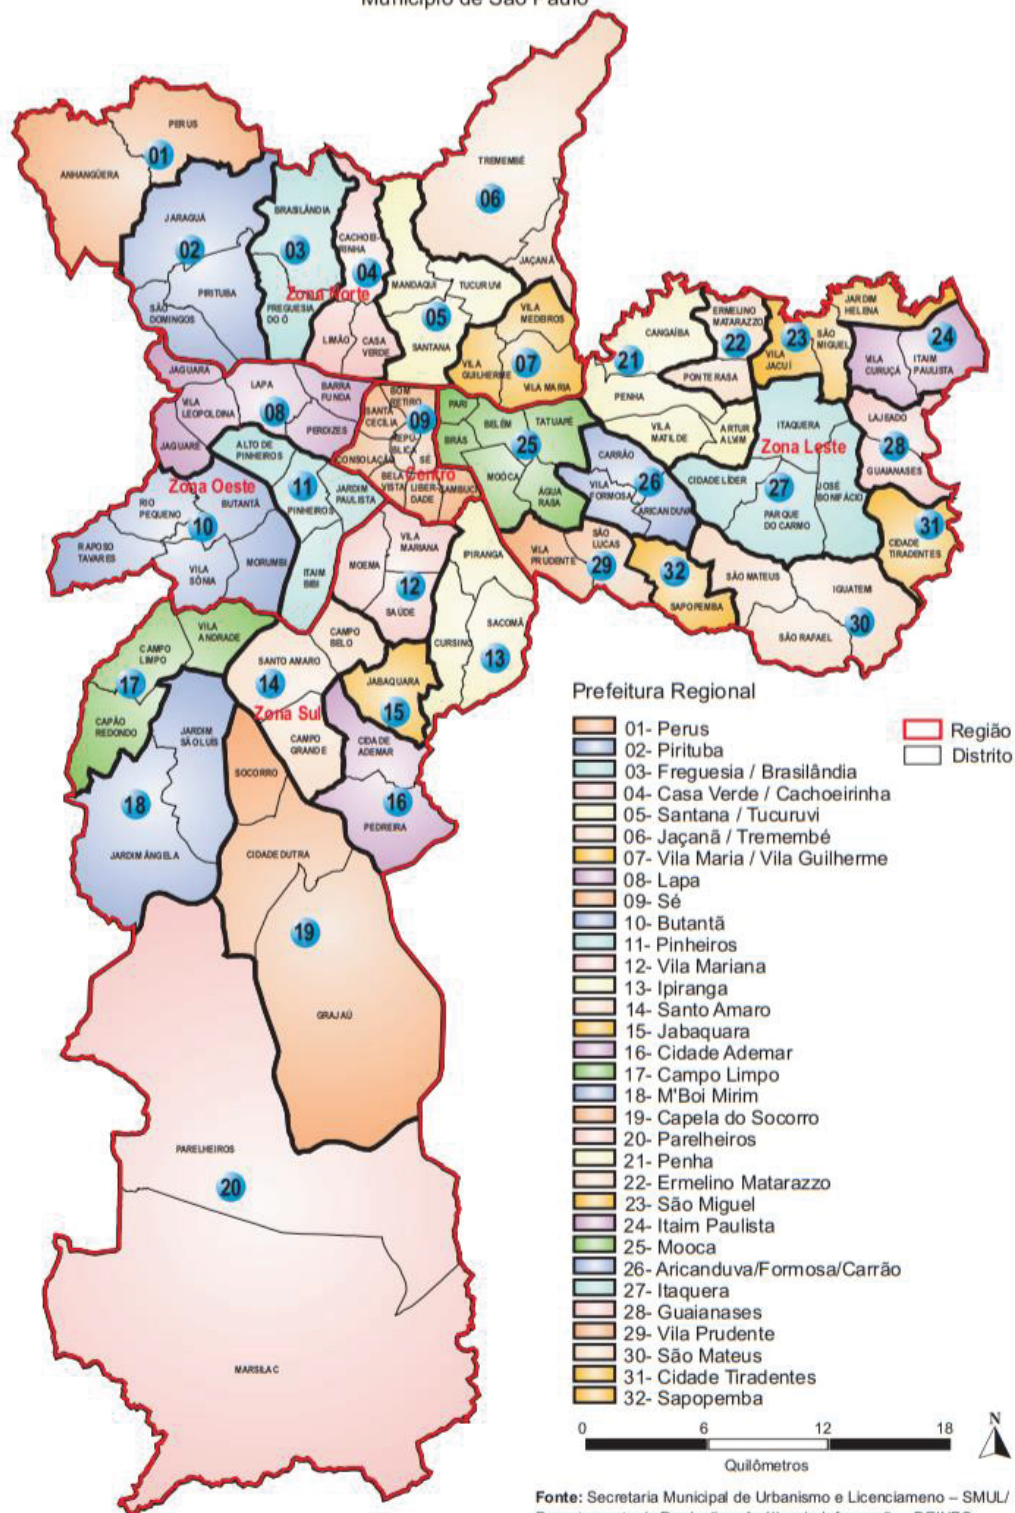 Município de São Paulo
PERUS
01
ANHANGÜERA
TREMEMBÉ
06
JARAGUÁ
02
BRASILÂNDIA
03
CACHOEI-
RINHA
04
JAÇANÃ
MANDAQUI
TUCURUVI
PIRITUBA
Zona Norte
SÃO
DOMINGOS
FREGUESIA
DO Ó
05
VILA
MEDEIROS
LIMÃO
CASA
VERDE
SANTANA
VILA
GUILHERME
07
VILA MARIA
CANGAÍBA
21
ERMELINO
MATARAZZO
22
23
VILA
JACUÍ
SÃO
MIGUEL
JARDIM
HELENA
24
VILA
CURUÇÁ
ITAIM
PAULISTA
PONTE RASA
PENHA
JAGUARA
LAPA
BARRA
FUNDA
VILA
LEOPOLDINA
08
PERDIZES
JAGUARÉ
BOM
RETIRO
SANTA
CECÍLIA
09
REPÚ-
BLICA
SÉ
CONSOLAÇÃO
BELA
VISTA
LIBER-
DADE
Centro
CAMBUCI
PARI
BELÉM
TATUAPÉ
BRÁS
25
MOÓCA
ÁGUA
RASA
VILA
MATILDE
ARTUR
ALVIM
ITAQUERA
Zona Leste
LAJEADO
28
GUAIANASES
CARRÃO
VILA
FORMOSA
26
ARICANDUVA
CIDADE LÍDER
27
JOSÉ
BONIFÁCIO
PARQUE
DO CARMO
31
CIDADE
TIRADENTES
ALTO DE
PINHEIROS
11
PINHEIROS
JARDIM
PAULISTA
Zona Oeste
RIO
PEQUENO
BUTANTÃ
10
RAPOSO
TAVARES
VILA
SÔNIA
MORUMBI
ITAIM
BIBI
VILA
MARIANA
MOEMA
12
SAÚDE
IPIRANGA
VILA
PRUDENTE
SÃO
LUCAS
29
32
SAPOPEMBA
SÃO MATEUS
IGUATEMI
SÃO RAFAEL
30
VILA
ANDRADE
CAMPO
LIMPO
17
CAPÃO
REDONDO
CAMPO
BELO
SANTO AMARO
14
Zona Sul
CAMPO
GRANDE
CURSINO
SACOMÃ
13
JABAQUARA
15
JARDIM
SÃO LUÍS
CIDADE
ADEMAR
SOCORRO
18
16
PEDREIRA
JARDIM ÂNGELA
CIDADE DUTRA
19
GRAJAÚ
PARELHEIROS
20
MARSILAC
Prefeitura Regional
01- Perus
02- Pirituba
03- Freguesia / Brasilândia
04- Casa Verde / Cachoeirinha
05- Santana / Tucuruvi
06- Jaçanã / Tremembé
07- Vila Maria / Vila Guilherme
08- Lapa
09- Sé
10- Butantã
11- Pinheiros
12- Vila Mariana
13- Ipiranga
14- Santo Amaro
15- Jabaquara
16- Cidade Ademar
17- Campo Limpo
18- M'Boi Mirim
19- Capela do Socorro
20- Parelheiros
21- Penha
22- Ermelino Matarazzo
23- São Miguel
24- Itaim Paulista
25- Mooca
26- Aricanduva/Formosa/Carrão
27- Itaquera
28- Guaianases
29- Vila Prudente
30- São Mateus
31- Cidade Tiradentes
32- Sapopemba
Região
Distrito
0 6 12 18
Quilômetros
N
Fonte: Secretaria Municipal de Urbanismo e Licenciameno – SMUL/